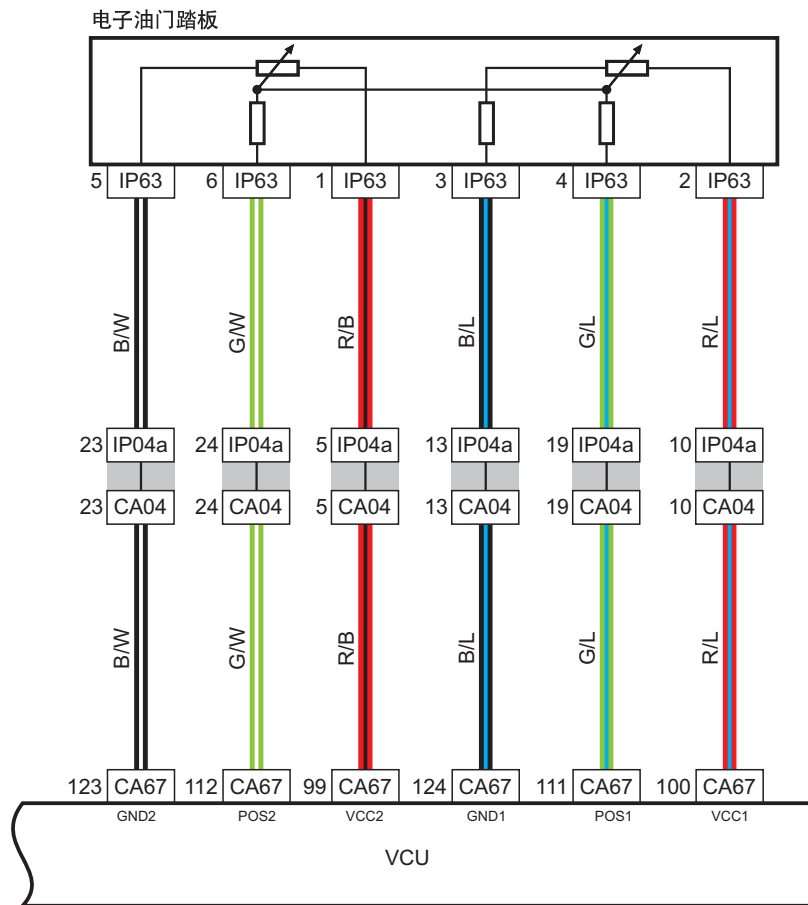 电子油门踏板
5 IP63 6 IP63 1 IP63 3 IP63 4 IP63 2 IP63
B/W G/W R/B B/L G/L R/L
23 IP04a 24 IP04a 5 IP04a 13 IP04a 19 IP04a 10 IP04a
23 CA04 24 CA04 5 CA04 13 CA04 19 CA04 10 CA04
B/W G/W R/B B/L G/L R/L
123 CA67 112 CA67 99 CA67 124 CA67 111 CA67 100 CA67
GND2 POS2 VCC2 GND1 POS1 VCC1
VCU